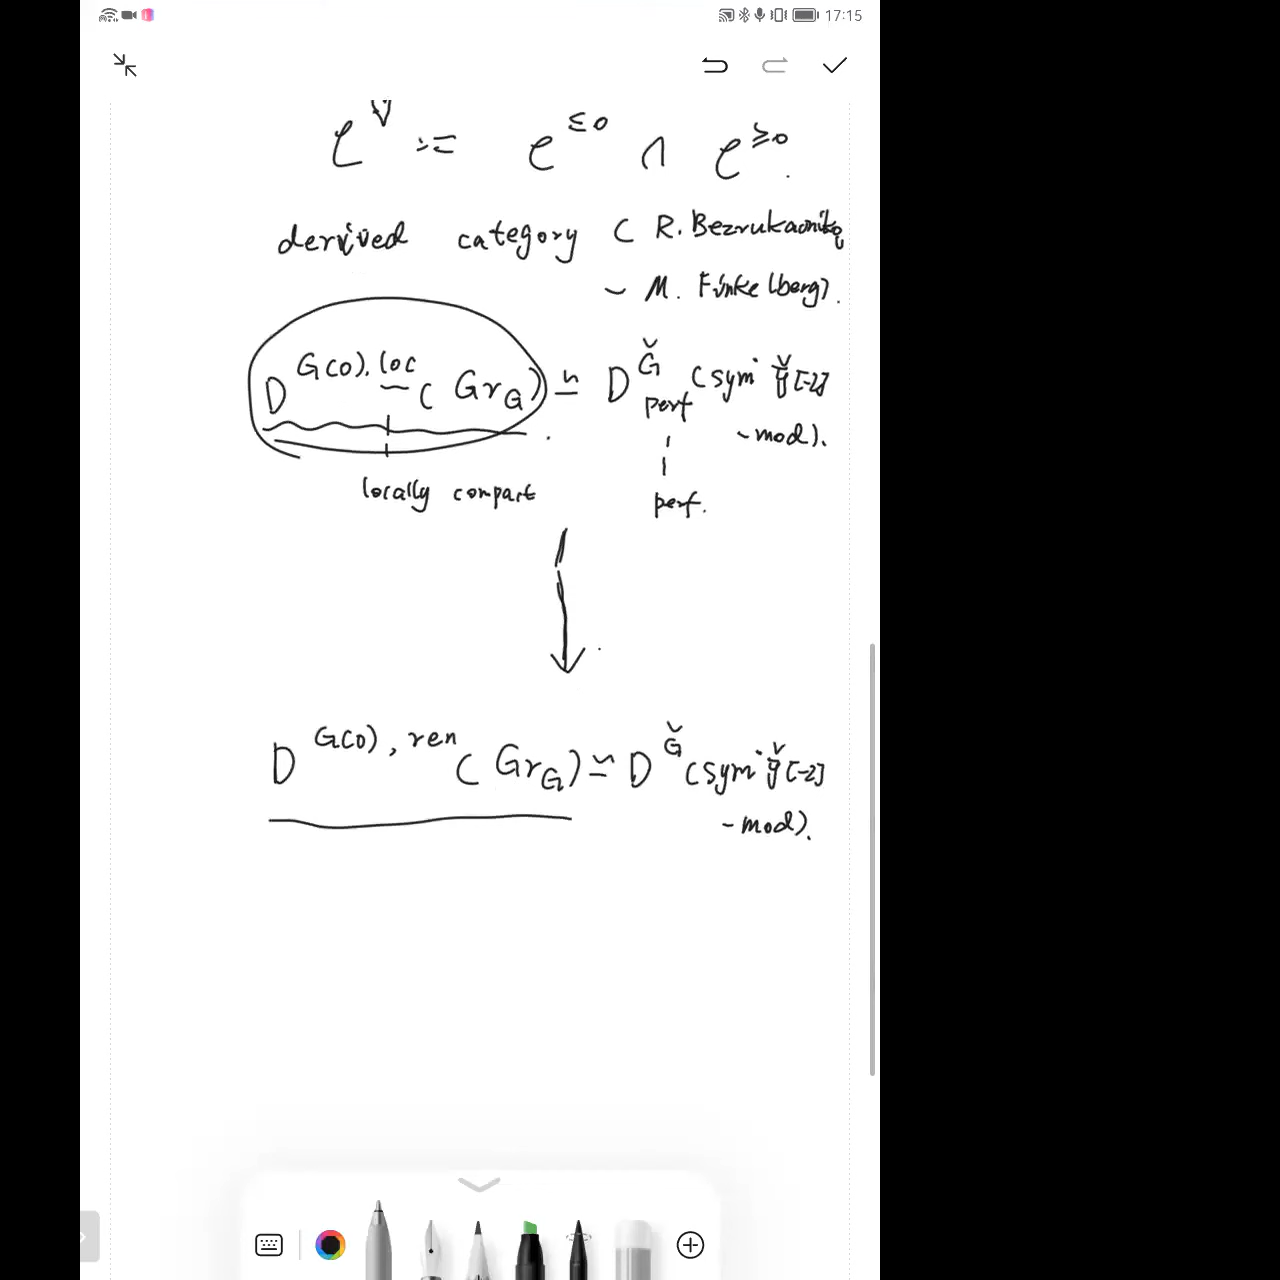 17:15
C^♡ := C^{≤0} ∩ C^{≥0}.
derived category ( R. Bezrukavnikov
- M. Finkelberg).
D^{G(O), loc-c}(Gr_G) ≃ D^{Ǧ}_{perf}(Sym^• ǧ[-2]
-mod).
locally compact
perf.
D^{G(O), ren}(Gr_G) ≃ D^{Ǧ}(Sym^• ǧ[-2]
-mod).